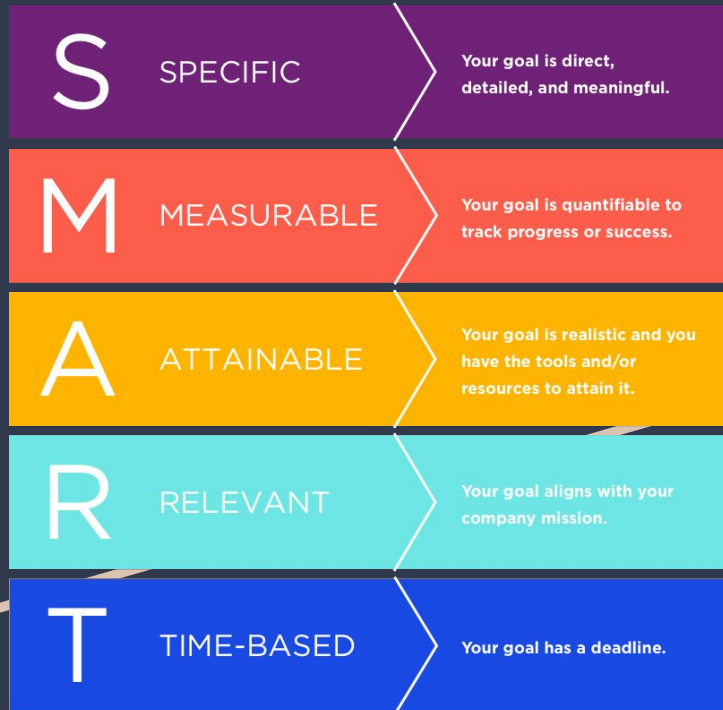 S SPECIFIC
Your goal is direct,
detailed, and meaningful.
M MEASURABLE
Your goal is quantifiable to
track progress or success.
A ATTAINABLE
Your goal is realistic and you
have the tools and/or
resources to attain it.
R RELEVANT
Your goal aligns with your
company mission.
T TIME-BASED
Your goal has a deadline.